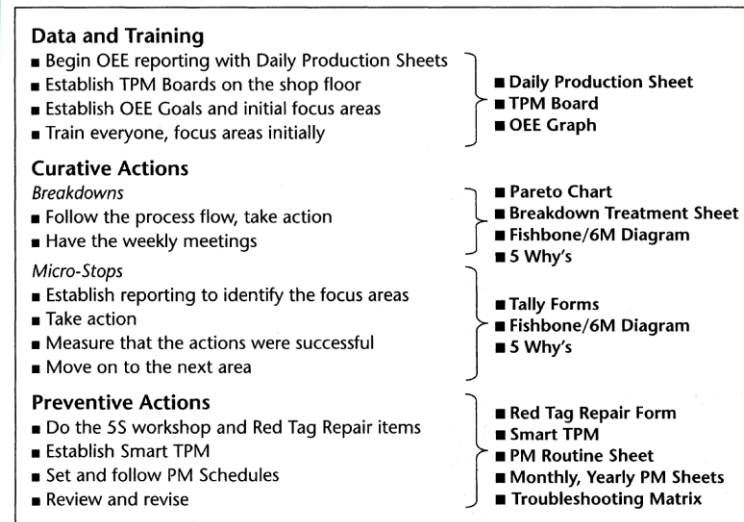 Data and Training
■ Begin OEE reporting with Daily Production Sheets
■ Establish TPM Boards on the shop floor
■ Establish OEE Goals and initial focus areas
■ Train everyone, focus areas initially
■ Daily Production Sheet
■ TPM Board
■ OEE Graph
Curative Actions
Breakdowns
■ Follow the process flow, take action
■ Have the weekly meetings
■ Pareto Chart
■ Breakdown Treatment Sheet
■ Fishbone/6M Diagram
■ 5 Why's
Micro-Stops
■ Establish reporting to identify the focus areas
■ Take action
■ Measure that the actions were successful
■ Move on to the next area
■ Tally Forms
■ Fishbone/6M Diagram
■ 5 Why's
Preventive Actions
■ Do the 5S workshop and Red Tag Repair items
■ Establish Smart TPM
■ Set and follow PM Schedules
■ Review and revise
■ Red Tag Repair Form
■ Smart TPM
■ PM Routine Sheet
■ Monthly, Yearly PM Sheets
■ Troubleshooting Matrix